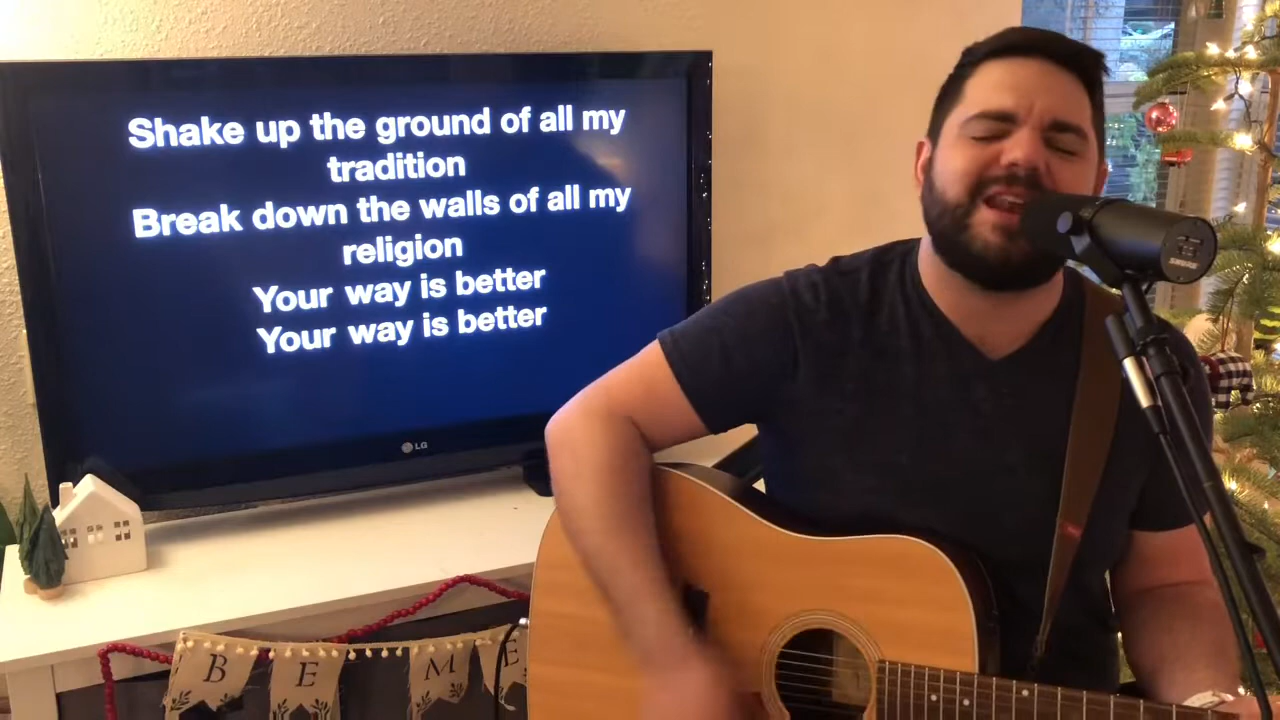 Shake up the ground of all my
tradition
Break down the walls of all my
religion
Your way is better
Your way is better
LG
SHURE
B E M E